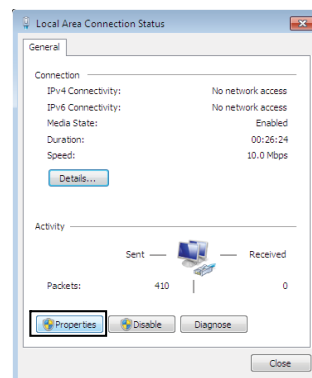 Local Area Connection Status
General
Connection
IPv4 Connectivity: No network access
IPv6 Connectivity: No network access
Media State: Enabled
Duration: 00:26:24
Speed: 10.0 Mbps
Details...
Activity
Sent Received
Packets: 410 0
Properties Disable Diagnose
Close